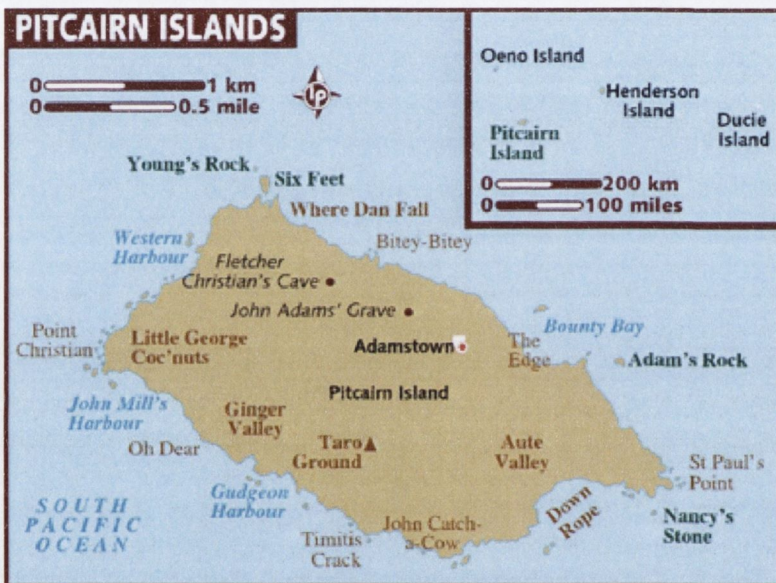 PITCAIRN ISLANDS
0 1 km
0 0.5 mile
LP
Oeno Island
Henderson
Island
Ducie
Island
Pitcairn
Island
0 200 km
0 100 miles
Young's Rock
Six Feet
Where Dan Fall
Western
Harbour
Bitey-Bitey
Fletcher
Christian's Cave
John Adams' Grave
Bounty Bay
Point
Christian
Little George
Coc'nuts
Adamstown
The
Edge
Adam's Rock
Pitcairn Island
John Mill's
Harbour
Ginger
Valley
Oh Dear
Taro
Ground
Aute
Valley
St Paul's
Point
Gudgeon
Harbour
SOUTH
PACIFIC
OCEAN
Timitis
Crack
John Catch-
a-Cow
Down
Rope
Nancy's
Stone